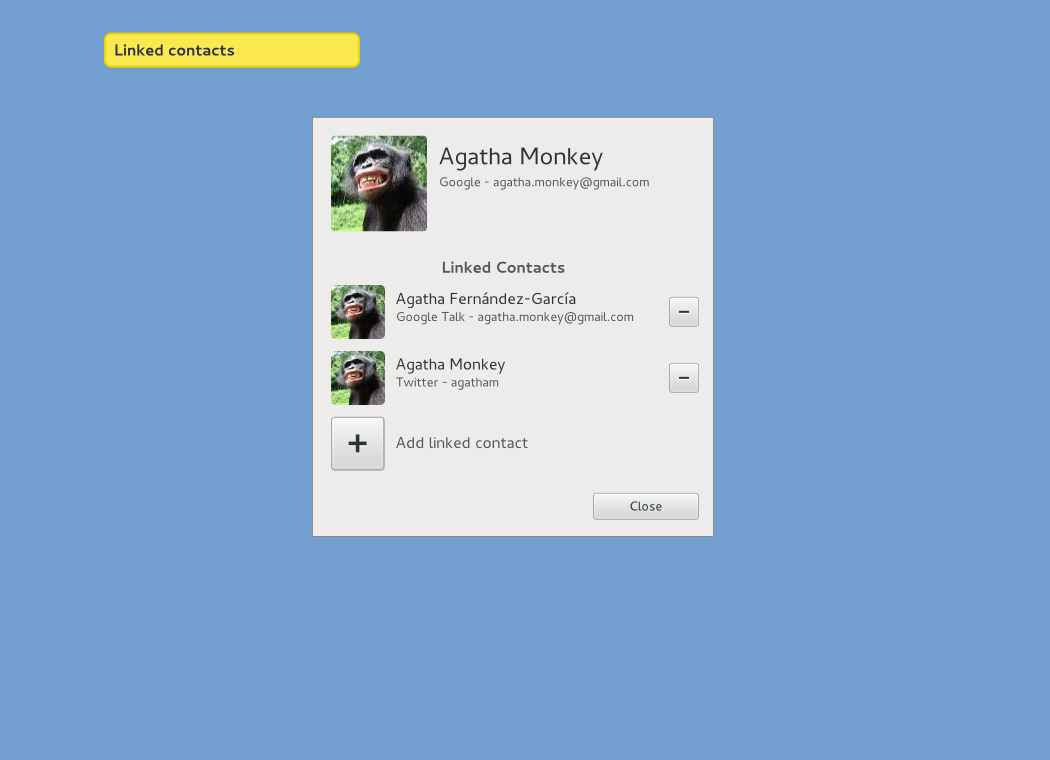 Linked contacts
Agatha Monkey
Google - agatha.monkey@gmail.com
Linked Contacts
Agatha Fernández-García
Google Talk - agatha.monkey@gmail.com
Agatha Monkey
Twitter - agatham
Add linked contact
Close